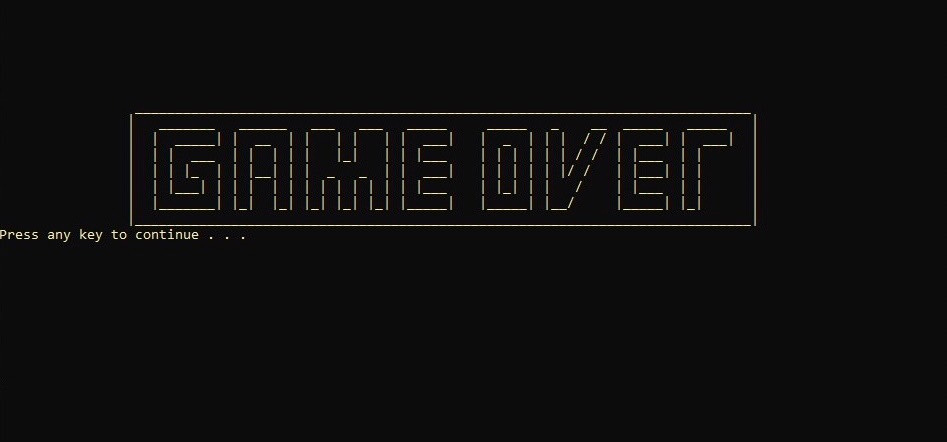 GAME OVER
Press any key to continue . . .